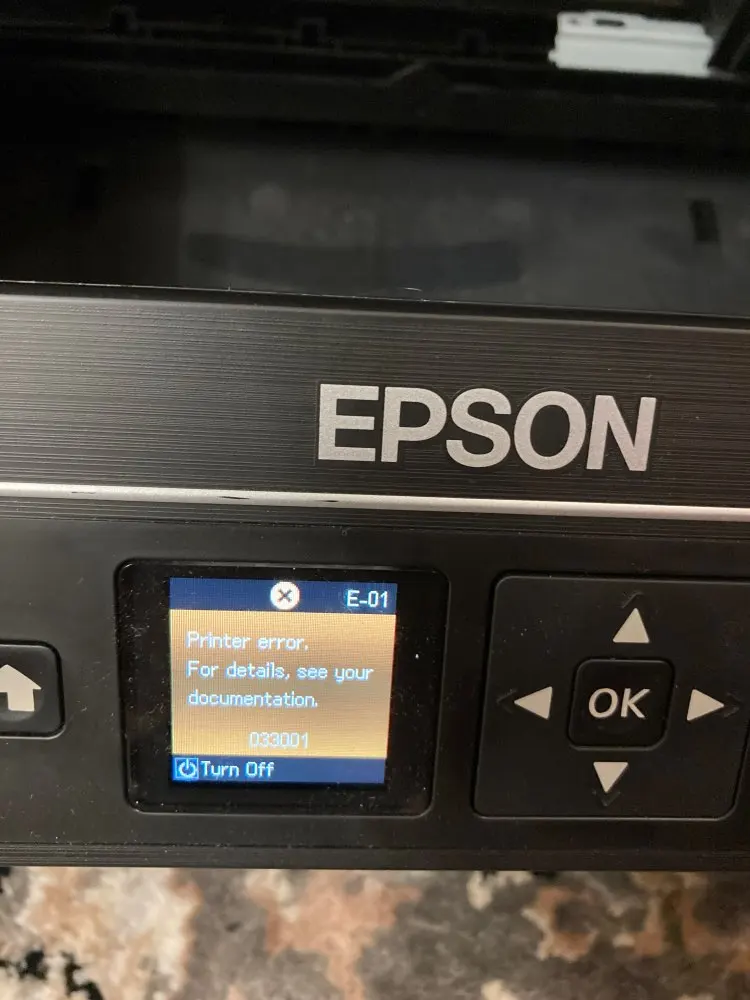 EPSON
E-01
Printer error.
For details, see your
documentation.
033001
Turn Off
OK